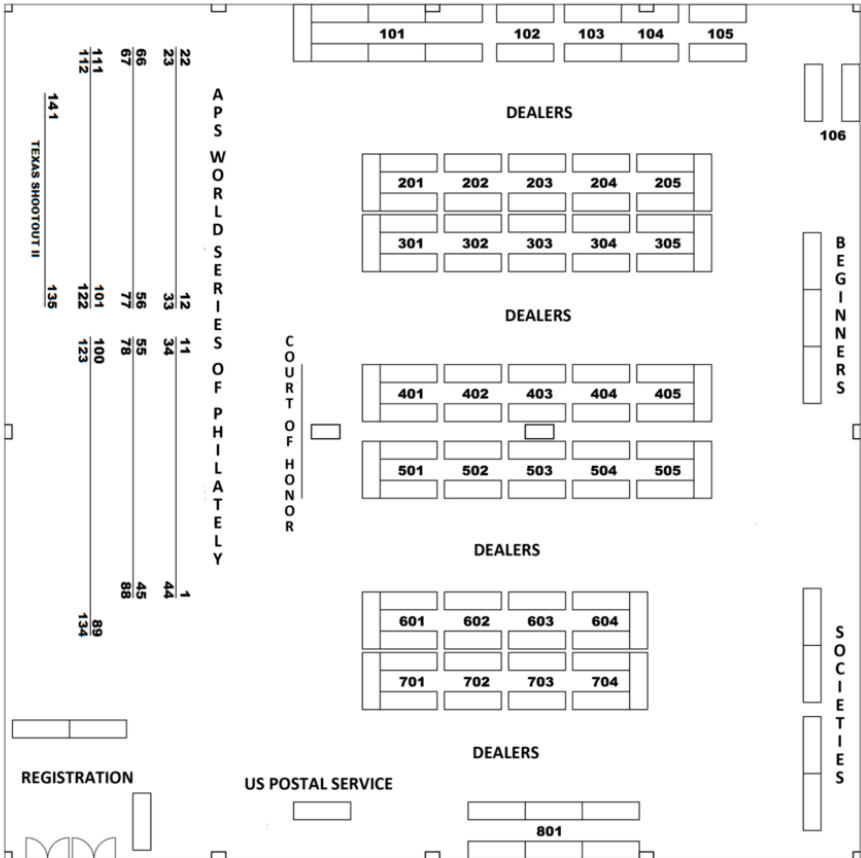 101 102 103 104 105
106
DEALERS
201 202 203 204 205
301 302 303 304 305
DEALERS
401 402 403 404 405
501 502 503 504 505
DEALERS
601 602 603 604
701 702 703 704
DEALERS
801
BEGINNERS
SOCIETIES
COURT OF HONOR
APS WORLD SERIES OF PHILATELY
22
23
66
67
111
112
141
TEXAS SHOOTOUT II
135
12
33
56
77
101
122
11
34
55
78
100
123
1
44
45
88
89
134
REGISTRATION
US POSTAL SERVICE